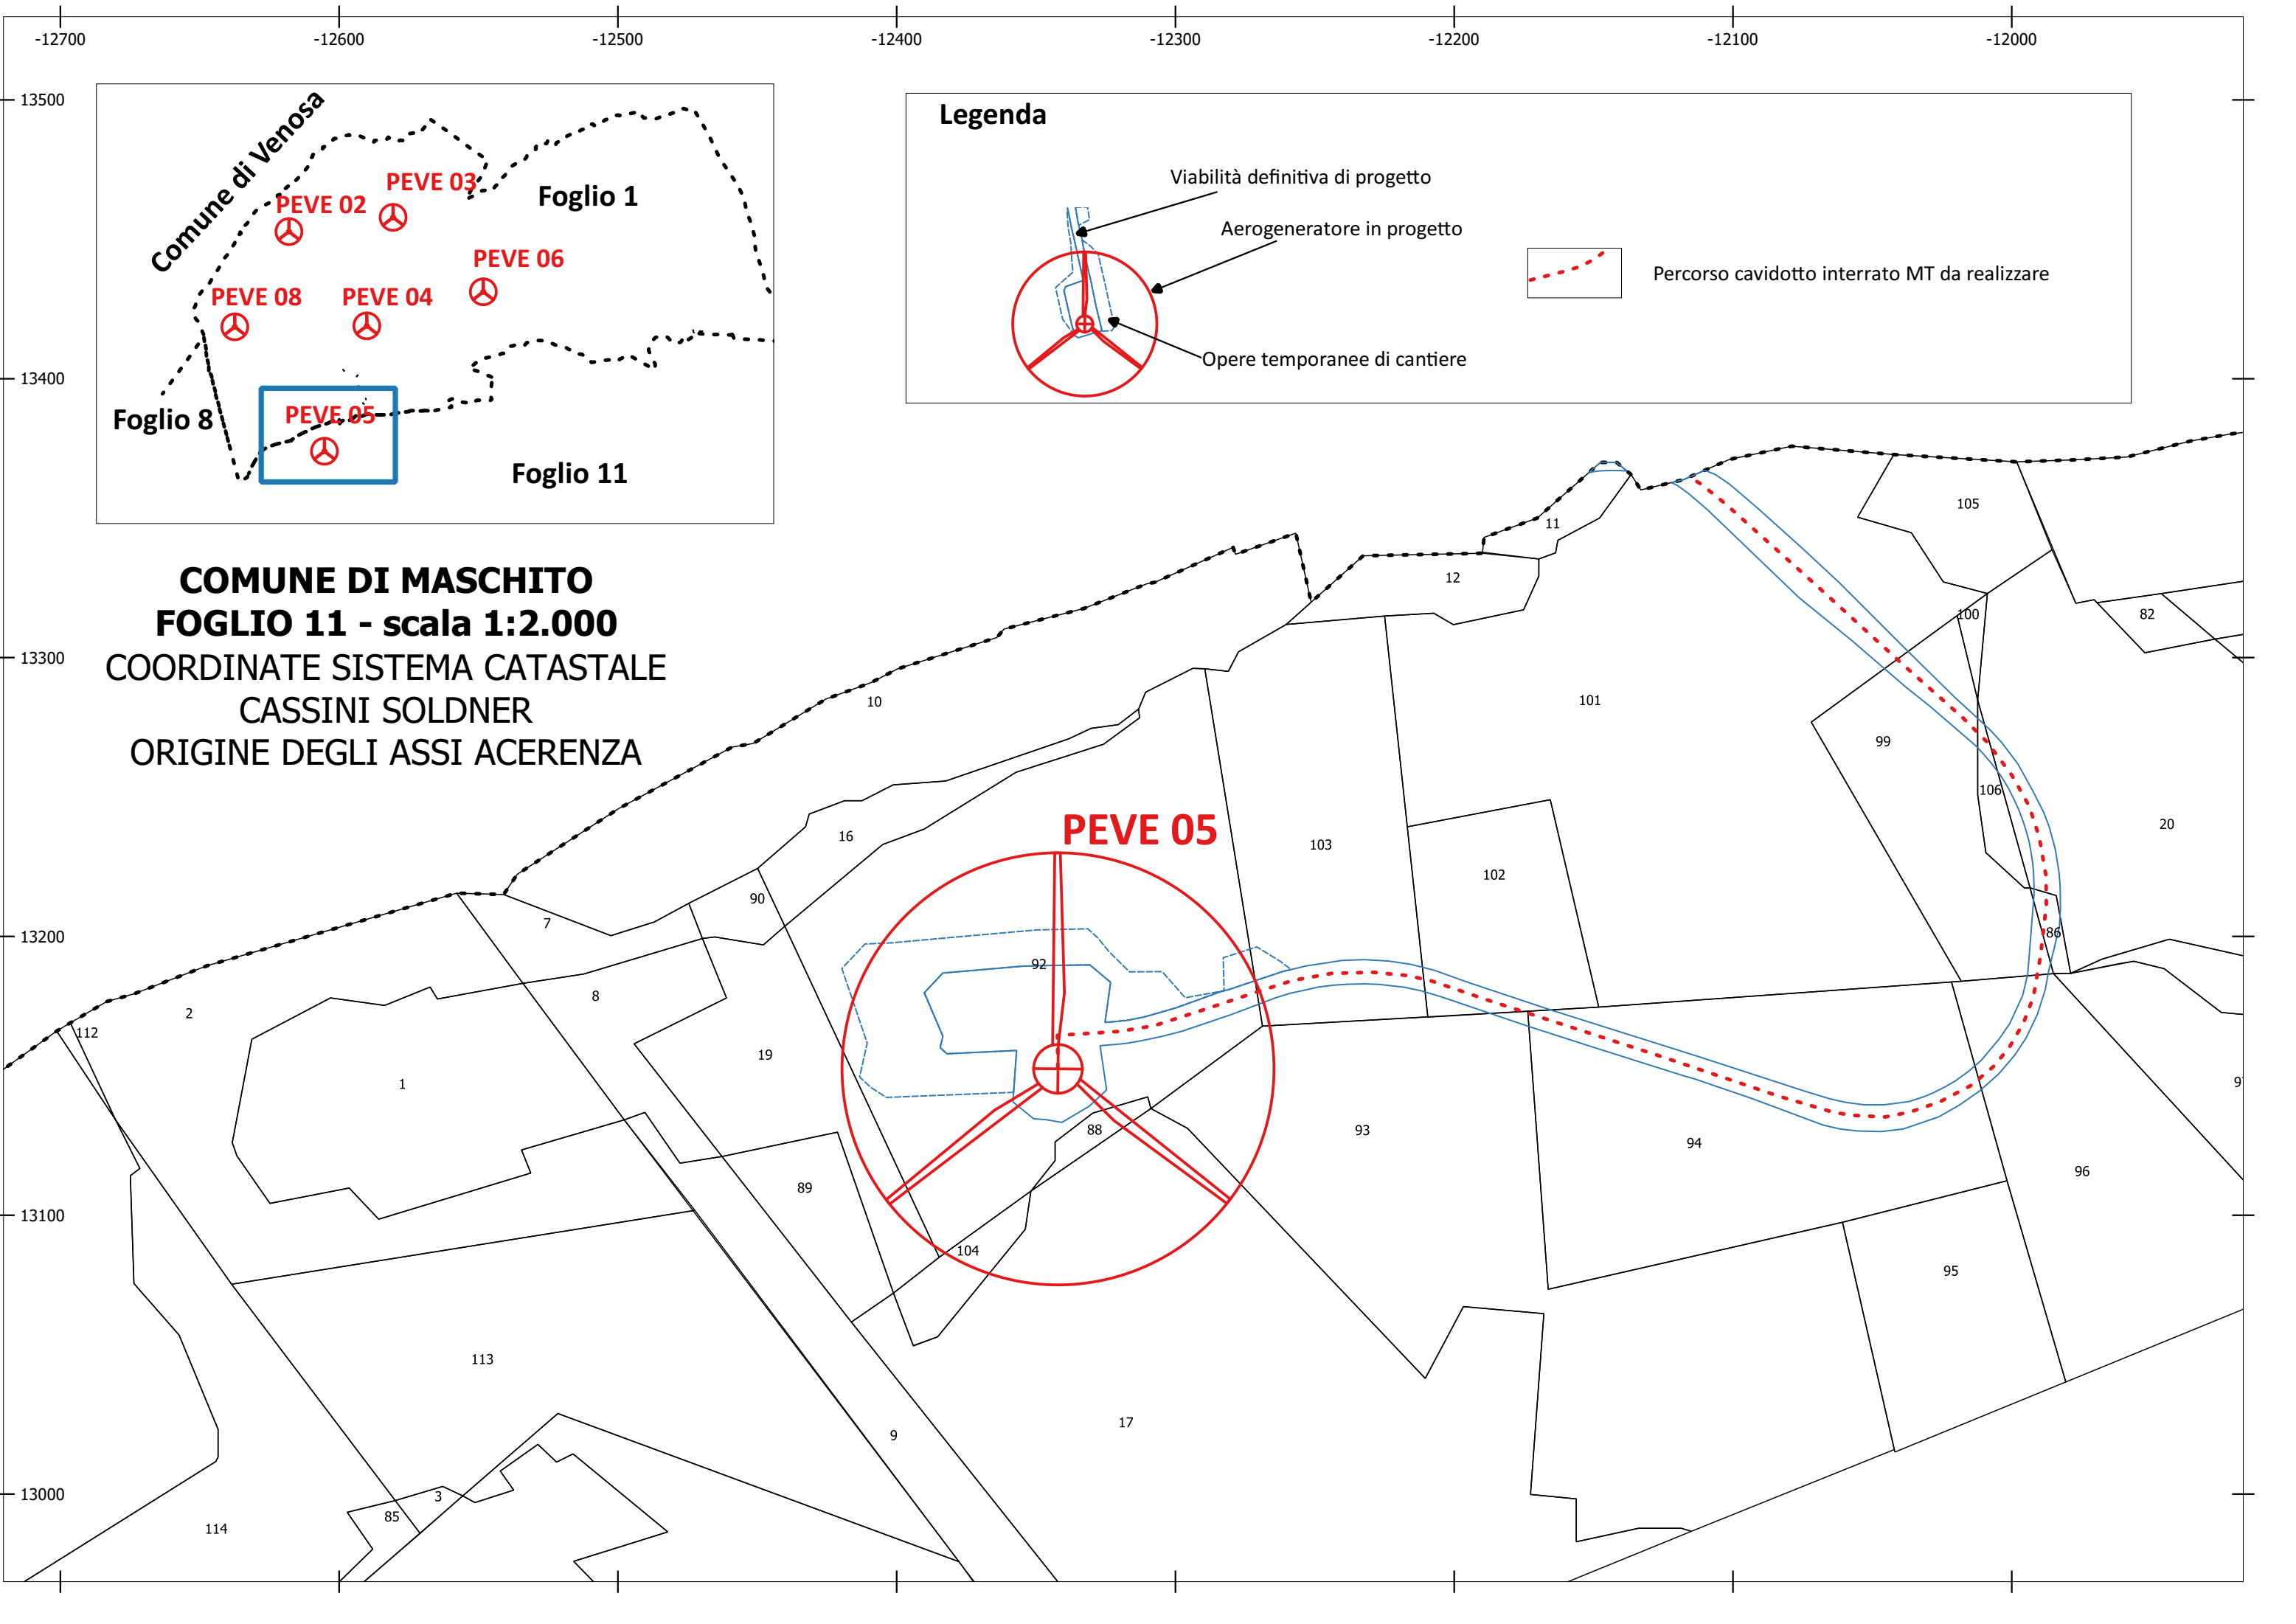 -12700 -12600 -12500 -12400 -12300 -12200 -12100 -12000
13500
13400
13300
13200
13100
13000
Comune di Venosa
PEVE 03
PEVE 02
Foglio 1
PEVE 06
PEVE 08
PEVE 04
PEVE 05
Foglio 8
Foglio 11
Legenda
Viabilità definitiva di progetto
Aerogeneratore in progetto
Percorso cavidotto interrato MT da realizzare
Opere temporanee di cantiere
COMUNE DI MASCHITO
FOGLIO 11 - scala 1:2.000
COORDINATE SISTEMA CATASTALE
CASSINI SOLDNER
ORIGINE DEGLI ASSI ACERENZA
105
11
12
100
82
10
101
99
106
20
16
PEVE 05
103
102
90
7
86
92
8
2
112
19
1
88
93
94
96
89
104
95
113
17
9
3
85
114